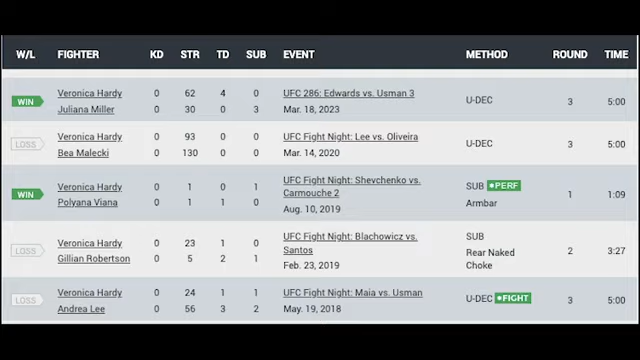 W/L FIGHTER KD STR TD SUB EVENT METHOD ROUND TIME
WIN Veronica Hardy 0 62 4 0 UFC 286: Edwards vs. Usman 3 U-DEC 3 5:00
Juliana Miller 0 30 0 3 Mar. 18, 2023
LOSS Veronica Hardy 0 93 0 0 UFC Fight Night: Lee vs. Oliveira U-DEC 3 5:00
Bea Malecki 0 130 0 0 Mar. 14, 2020
WIN Veronica Hardy 0 1 0 1 UFC Fight Night: Shevchenko vs. SUB PERF 1 1:09
Polyana Viana 0 1 1 0 Carmouche 2 Armbar
Aug. 10, 2019
LOSS Veronica Hardy 0 23 1 0 UFC Fight Night: Blachowicz vs. SUB 2 3:27
Gillian Robertson 0 5 2 1 Santos Rear Naked
Feb. 23, 2019 Choke
LOSS Veronica Hardy 0 24 1 1 UFC Fight Night: Maia vs. Usman U-DEC FIGHT 3 5:00
Andrea Lee 0 56 3 2 May. 19, 2018